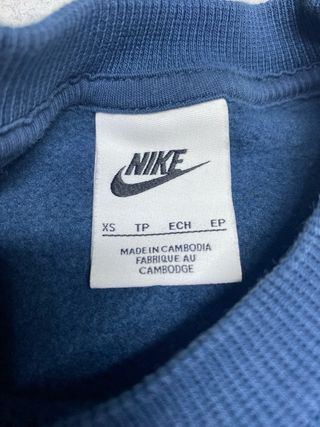 NIKE
XS TP ECH EP
MADE IN CAMBODIA
FABRIQUE AU
CAMBODGE